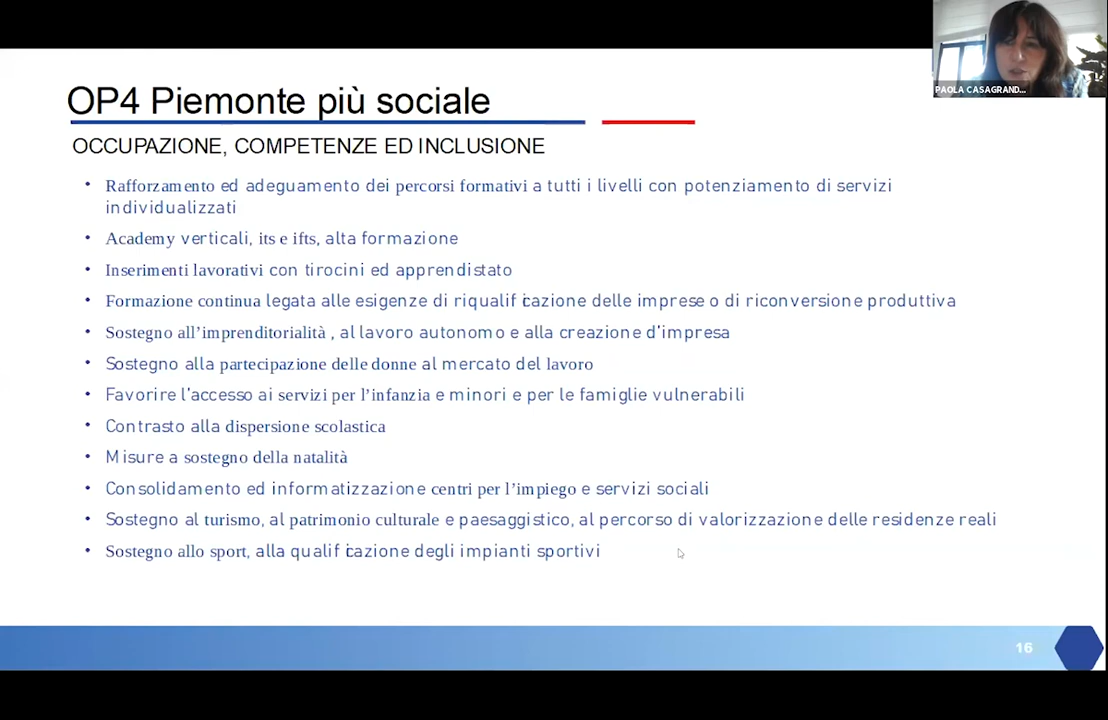 PAOLA CASAGRAND...
OP4 Piemonte più sociale
OCCUPAZIONE, COMPETENZE ED INCLUSIONE
• Rafforzamento ed adeguamento dei percorsi formativi a tutti i livelli con potenziamento di servizi
individualizzati
• Academy verticali, its e ifts, alta formazione
• Inserimenti lavorativi con tirocini ed apprendistato
• Formazione continua legata alle esigenze di riqualificazione delle imprese o di riconversione produttiva
• Sostegno all'imprenditorialità , al lavoro autonomo e alla creazione d'impresa
• Sostegno alla partecipazione delle donne al mercato del lavoro
• Favorire l'accesso ai servizi per l'infanzia e minori e per le famiglie vulnerabili
• Contrasto alla dispersione scolastica
• Misure a sostegno della natalità
• Consolidamento ed informatizzazione centri per l'impiego e servizi sociali
• Sostegno al turismo, al patrimonio culturale e paesaggistico, al percorso di valorizzazione delle residenze reali
• Sostegno allo sport, alla qualificazione degli impianti sportivi
16